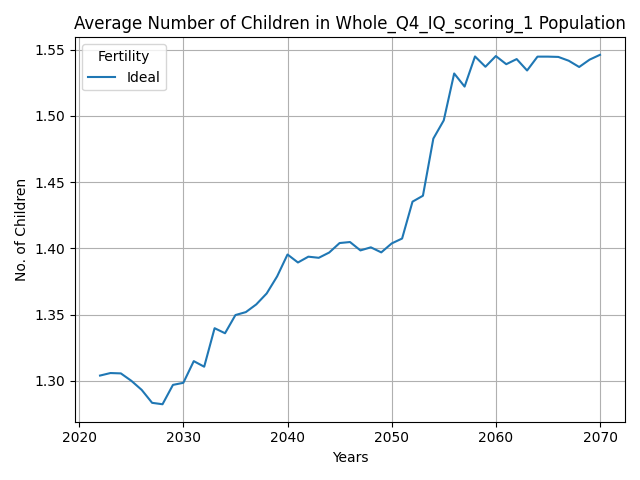 Average Number of Children in Whole_Q4_IQ_scoring_1 Population
Fertility
Ideal
No. of Children
1.55
1.50
1.45
1.40
1.35
1.30
2020 2030 2040 2050 2060 2070
Years